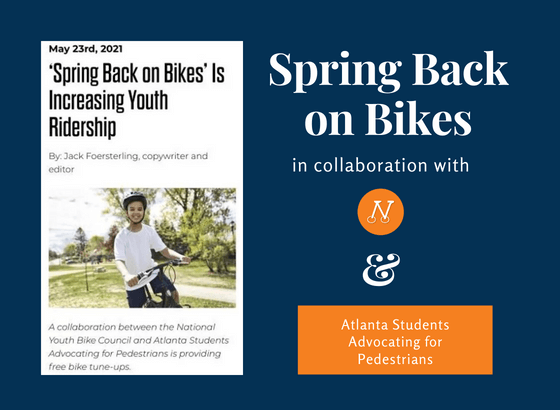 May 23rd, 2021
‘Spring Back on Bikes’ Is
Increasing Youth
Ridership
By: Jack Foersterling, copywriter and
editor
A collaboration between the National
Youth Bike Council and Atlanta Students
Advocating for Pedestrians is providing
free bike tune-ups.
Spring Back
on Bikes
in collaboration with
N
&
Atlanta Students
Advocating for
Pedestrians